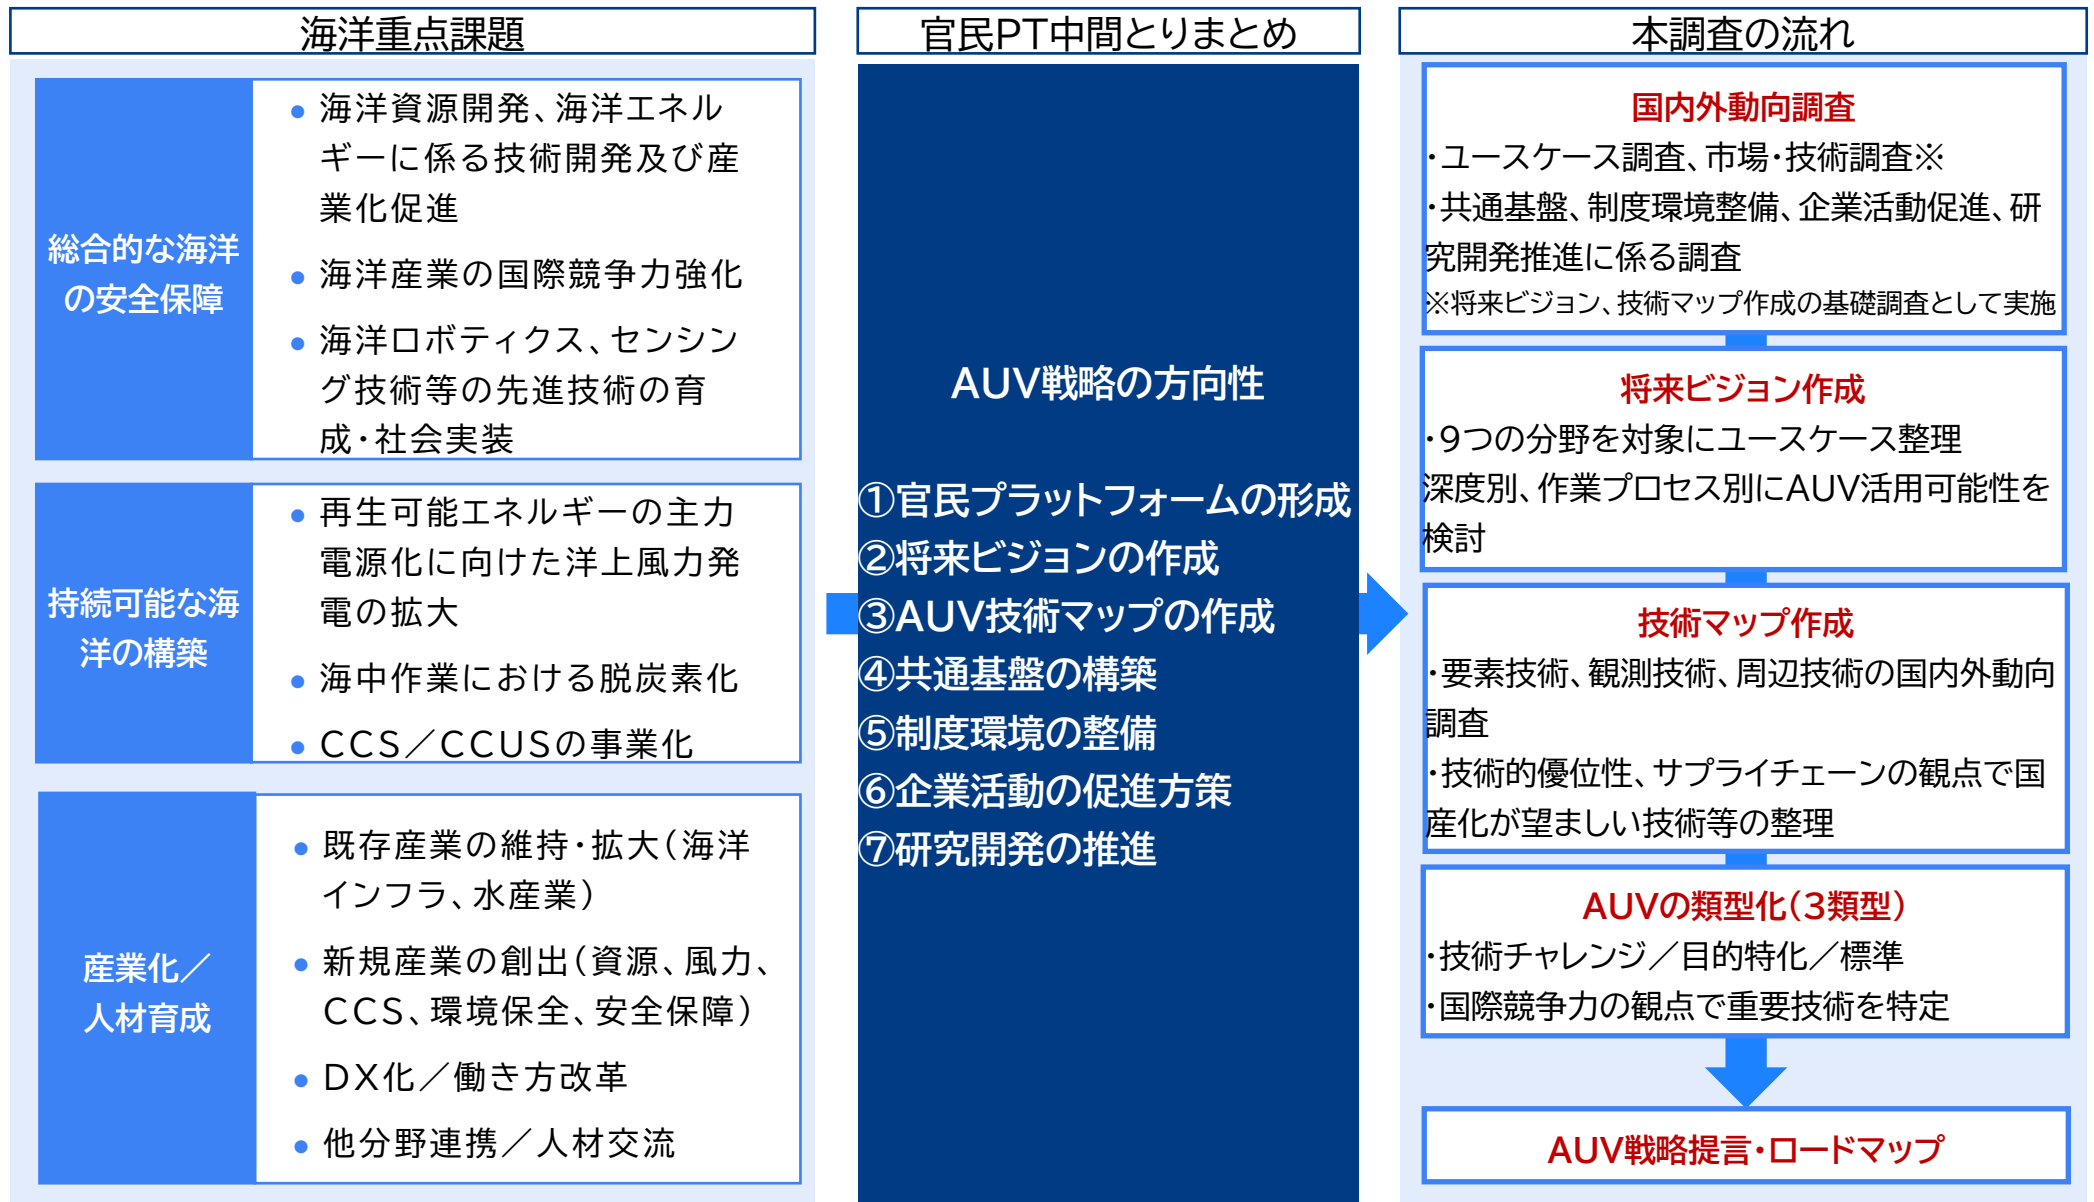 海洋重点課題
総合的な海洋
の安全保障
● 海洋資源開発、海洋エネル
ギーに係る技術開発及び産
業化促進
● 海洋産業の国際競争力強化
● 海洋ロボティクス、センシン
グ技術等の先進技術の育
成・社会実装
持続可能な海
洋の構築
● 再生可能エネルギーの主力
電源化に向けた洋上風力発
電の拡大
● 海中作業における脱炭素化
● CCS／CCUSの事業化
産業化／
人材育成
● 既存産業の維持・拡大（海洋
インフラ、水産業）
● 新規産業の創出（資源、風力、
CCS、環境保全、安全保障）
● DX化／働き方改革
● 他分野連携／人材交流
官民PT中間とりまとめ
AUV戦略の方向性
①官民プラットフォームの形成
②将来ビジョンの作成
③AUV技術マップの作成
④共通基盤の構築
⑤制度環境の整備
⑥企業活動の促進方策
⑦研究開発の推進
本調査の流れ
国内外動向調査
・ユースケース調査、市場・技術調査※
・共通基盤、制度環境整備、企業活動促進、研
究開発推進に係る調査
※将来ビジョン、技術マップ作成の基礎調査として実施
将来ビジョン作成
・9つの分野を対象にユースケース整理
深度別、作業プロセス別にAUV活用可能性を
検討
技術マップ作成
・要素技術、観測技術、周辺技術の国内外動向
調査
・技術的優位性、サプライチェーンの観点で国
産化が望ましい技術等の整理
AUVの類型化（3類型）
・技術チャレンジ／目的特化／標準
・国際競争力の観点で重要技術を特定
AUV戦略提言・ロードマップ